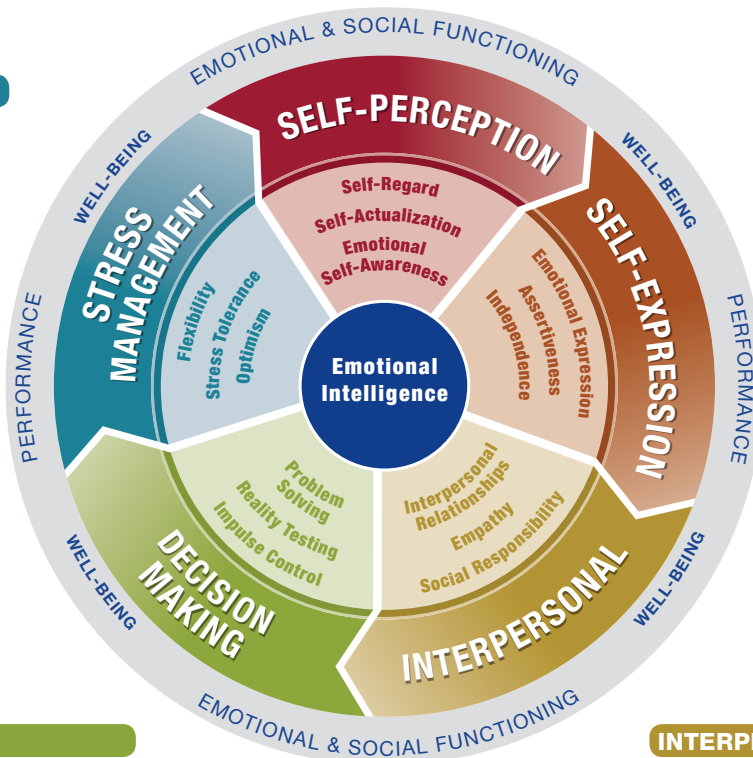 EMOTIONAL & SOCIAL FUNCTIONING
WELL-BEING
WELL-BEING
PERFORMANCE
PERFORMANCE
WELL-BEING
WELL-BEING
EMOTIONAL & SOCIAL FUNCTIONING
SELF-PERCEPTION
Self-Regard
Self-Actualization
Emotional
Self-Awareness
SELF-EXPRESSION
Emotional Expression
Assertiveness
Independence
INTERPERSONAL
Interpersonal
Relationships
Empathy
Social Responsibility
DECISION
MAKING
Problem
Solving
Reality Testing
Impulse Control
STRESS
MANAGEMENT
Flexibility
Stress Tolerance
Optimism
Emotional
Intelligence